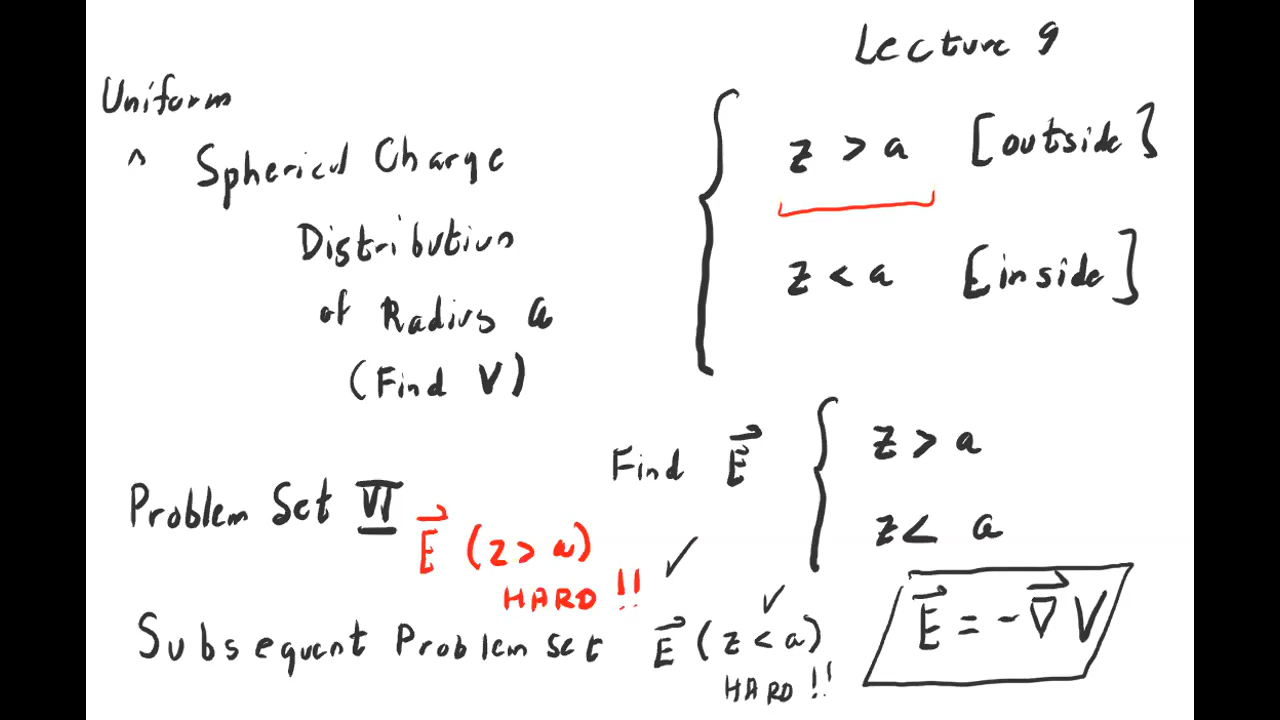 Lecture 9
Uniform
^ Spherical Charge
Distribution
of Radius a
(Find V)
z > a [outside]
z < a [inside]
Find E⃗
z > a
z < a
Problem Set VI
E⃗ (z > a)
HARD !! ✓
Subsequent Problem set E⃗ (z < a) ✓
HARD !!
E⃗ = -∇⃗ V